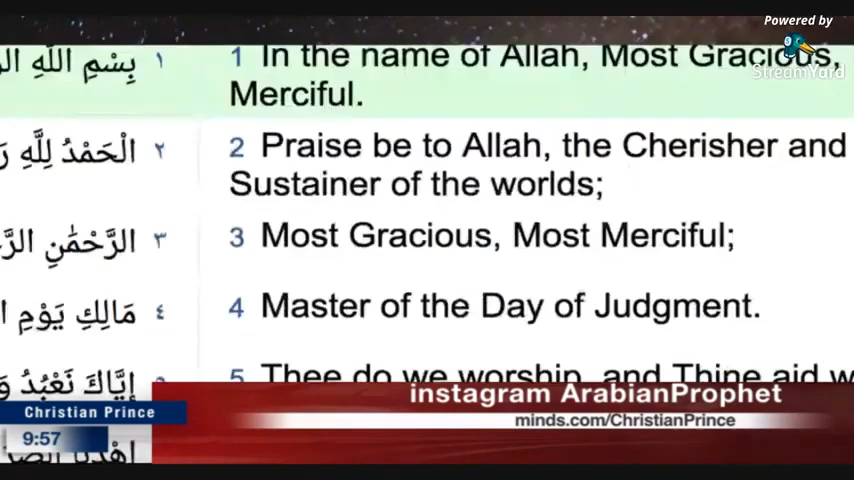 Powered by
StreamYard
بِسْمِ اللَّهِ ١
1 In the name of Allah, Most Gracious,
Merciful.
الْحَمْدُ لِلَّهِ ٢
2 Praise be to Allah, the Cherisher and
Sustainer of the worlds;
الرَّحْمَٰنِ ٣
3 Most Gracious, Most Merciful;
مَالِكِ يَوْمِ ٤
4 Master of the Day of Judgment.
إِيَّاكَ نَعْبُدُ
5 Thee do we worship, and Thine aid
instagram ArabianProphet
minds.com/ChristianPrince
Christian Prince
9:57